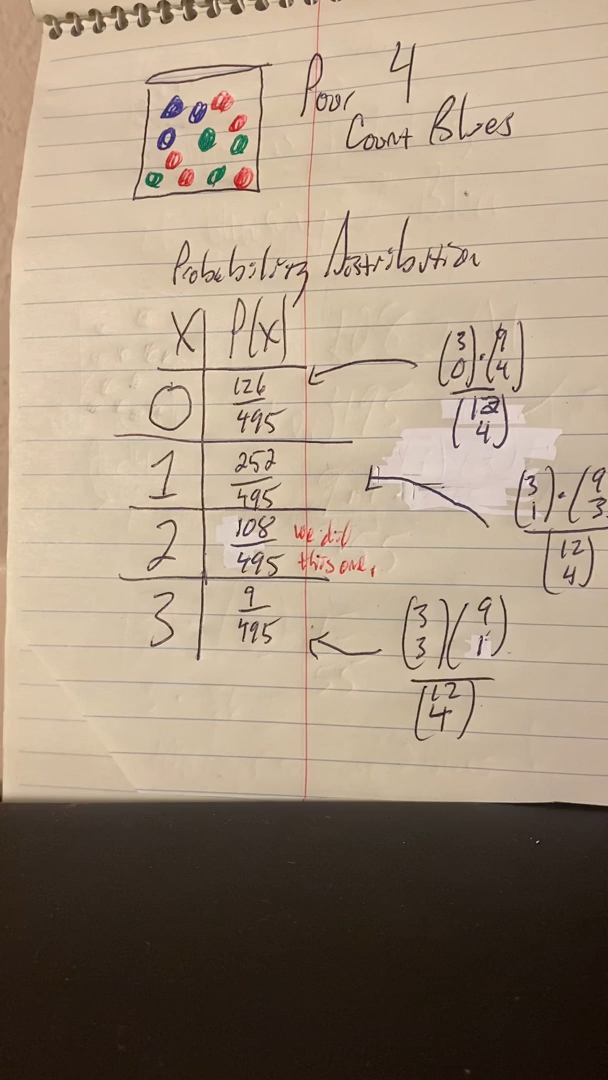 Pour 4
Count Blues
Probability Distribution
X P(x)
0 126/495 (3 0)·(9 4)/(12 4)
1 252/495 (3 1)·(9 3)/(12 4)
2 108/495 we did this one.
3 9/495 (3 3)(9 1)/(12 4)